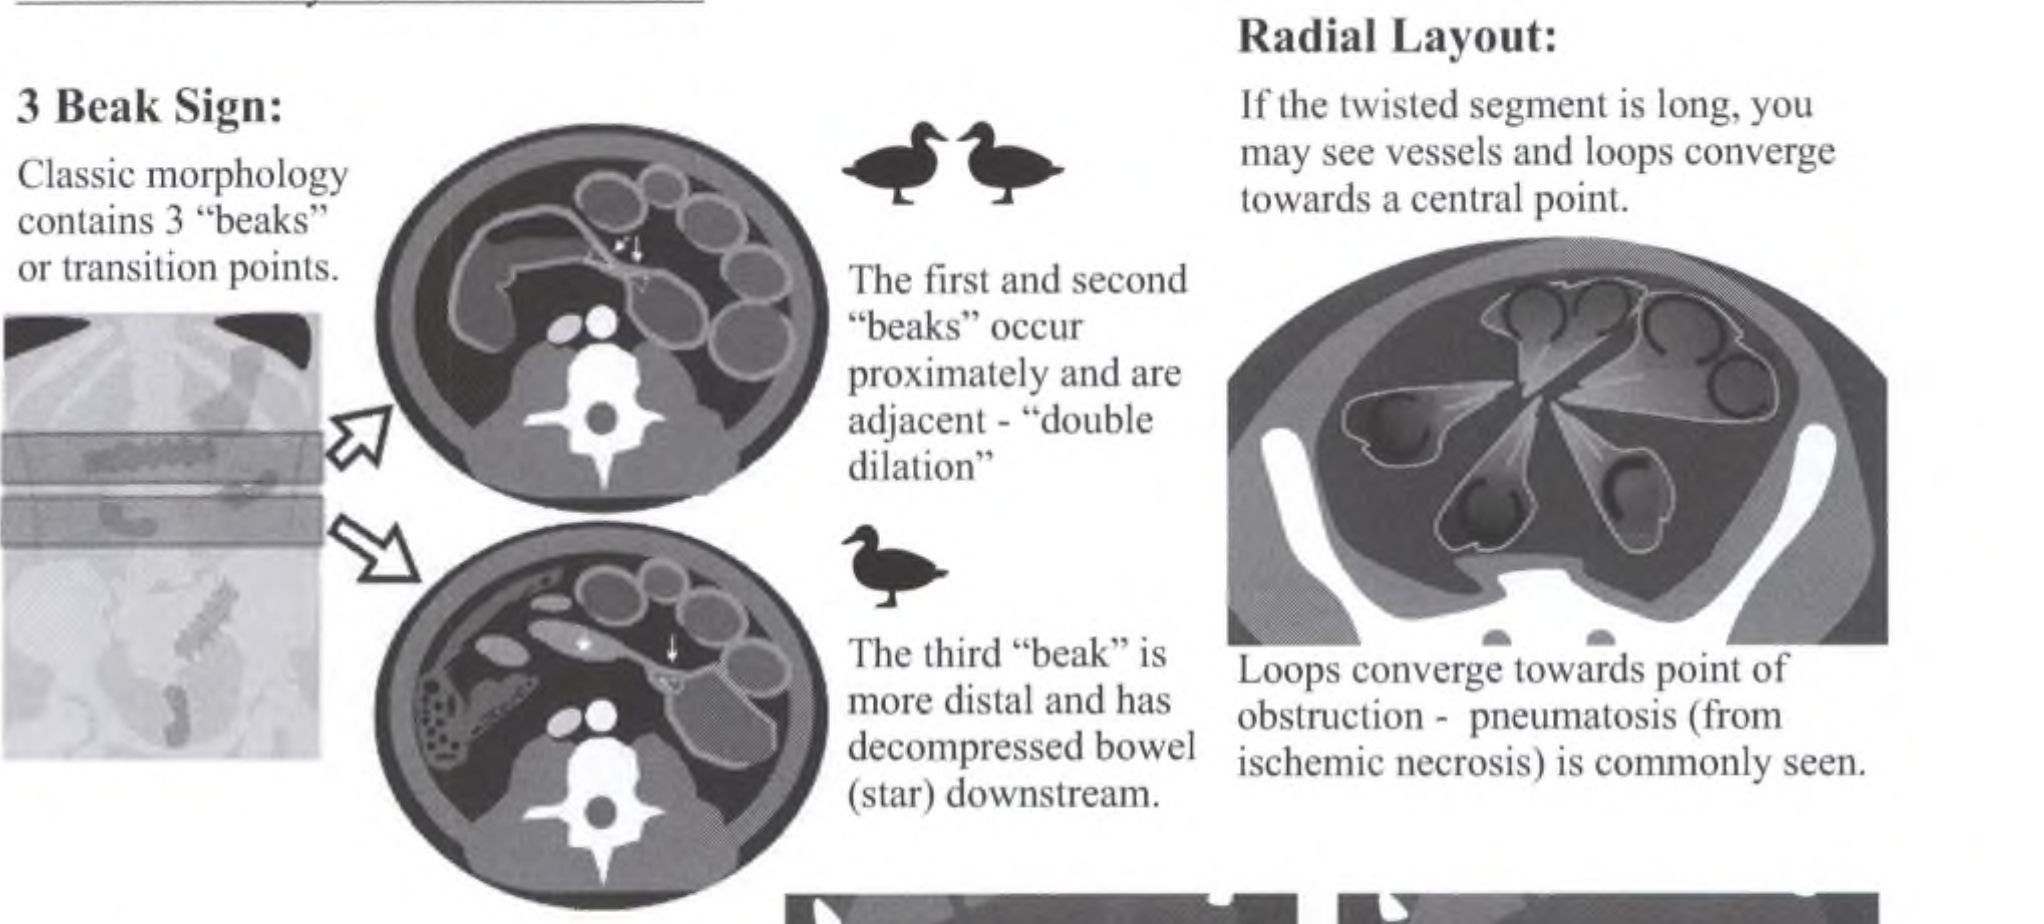 3 Beak Sign:
Classic morphology
contains 3 “beaks”
or transition points.
The first and second
“beaks” occur
proximately and are
adjacent - “double
dilation”
The third “beak” is
more distal and has
decompressed bowel
(star) downstream.
Radial Layout:
If the twisted segment is long, you
may see vessels and loops converge
towards a central point.
Loops converge towards point of
obstruction - pneumatosis (from
ischemic necrosis) is commonly seen.